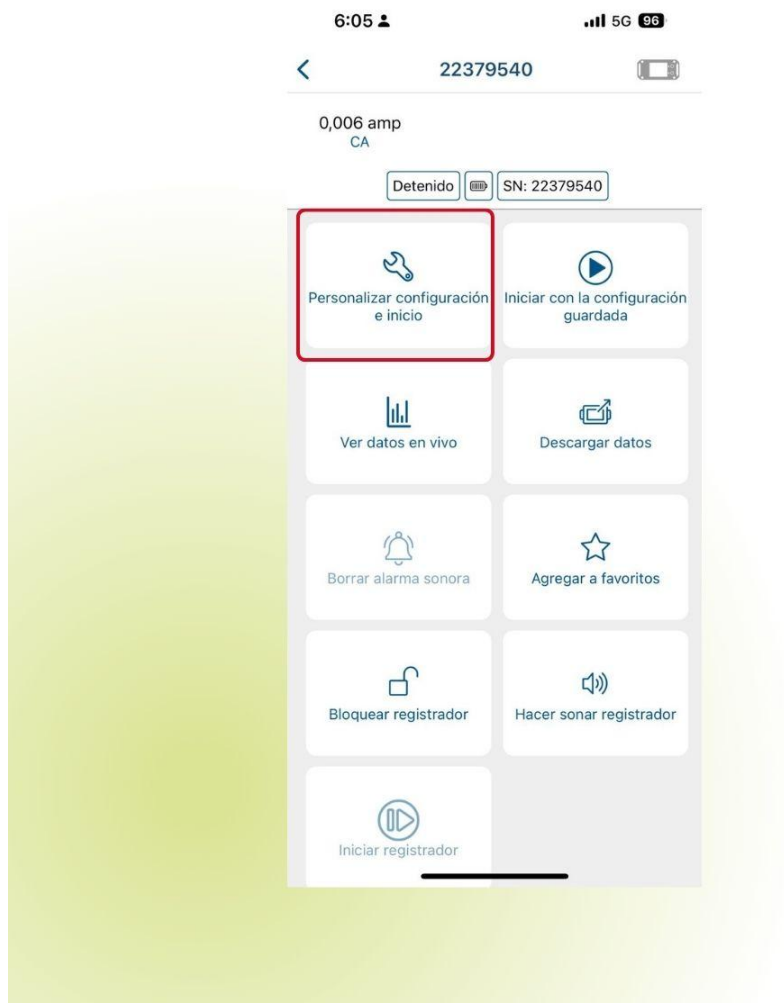 6:05
5G 96
22379540
0,006 amp
CA
Detenido
SN: 22379540
Personalizar configuración
e inicio
Iniciar con la configuración
guardada
Ver datos en vivo
Descargar datos
Borrar alarma sonora
Agregar a favoritos
Bloquear registrador
Hacer sonar registrador
Iniciar registrador